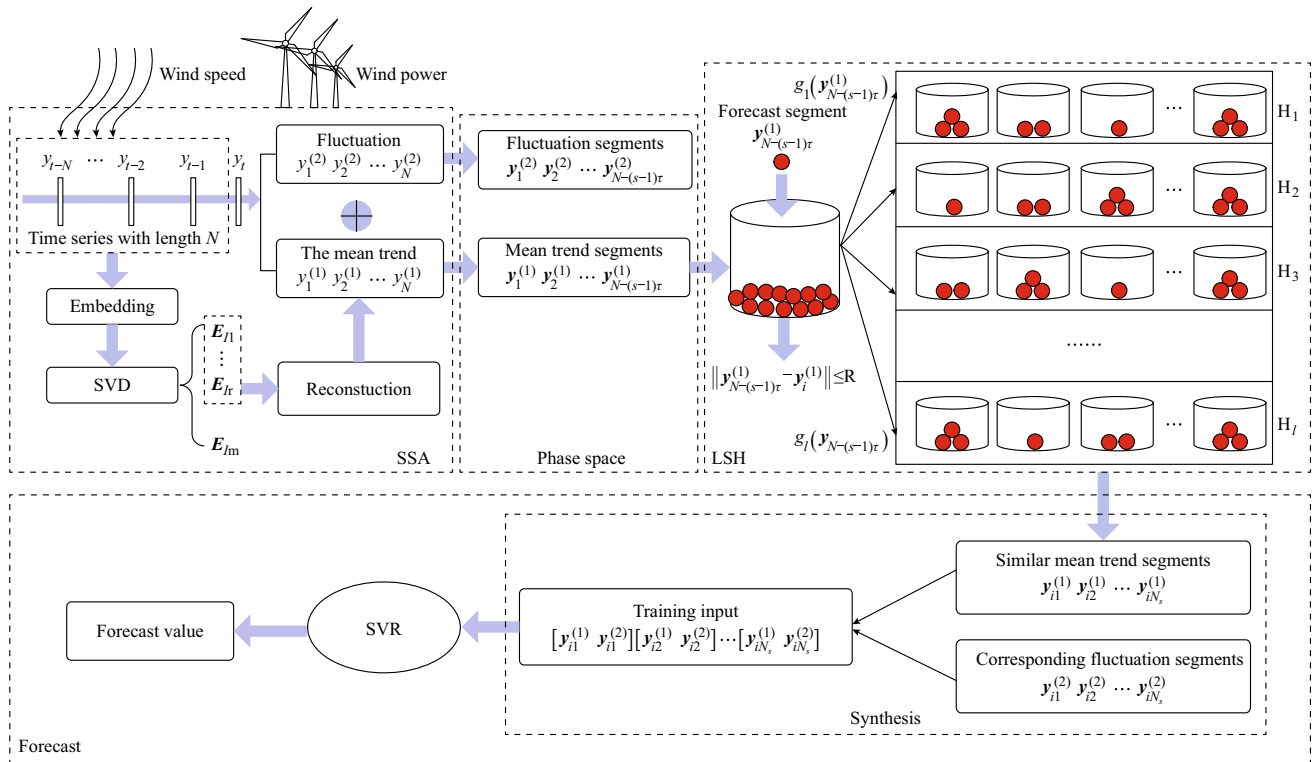 Wind speed
Wind power
y_{t−N} ⋯ y_{t−2} y_{t−1} y_t
Time series with length N
Embedding
SVD
E_{I1}
⋮
E_{Ir}
E_{Im}
Reconstuction
Fluctuation
y_1^{(2)} y_2^{(2)} ⋯ y_N^{(2)}
The mean trend
y_1^{(1)} y_2^{(1)} ⋯ y_N^{(1)}
SSA
Fluctuation segments
y_1^{(2)} y_2^{(2)} ⋯ y_{N−(s−1)τ}^{(2)}
Mean trend segments
y_1^{(1)} y_2^{(1)} ⋯ y_{N−(s−1)τ}^{(1)}
Phase space
g_1(y_{N−(s−1)τ}^{(1)})
Forecast segment
y_{N−(s−1)τ}^{(1)}
‖y_{N−(s−1)τ}^{(1)} − y_i^{(1)}‖≤R
g_l(y_{N−(s−1)τ})
LSH
⋯ H_1
⋯ H_2
⋯ H_3
⋯⋯
⋯ H_l
Similar mean trend segments
y_{i1}^{(1)} y_{i2}^{(1)} ⋯ y_{iN_s}^{(1)}
Corresponding fluctuation segments
y_{i1}^{(2)} y_{i2}^{(2)} ⋯ y_{iN_s}^{(2)}
Training input
[y_{i1}^{(1)} y_{i1}^{(2)}][y_{i2}^{(1)} y_{i2}^{(2)}]⋯[y_{iN_s}^{(1)} y_{iN_s}^{(2)}]
Synthesis
SVR
Forecast value
Forecast